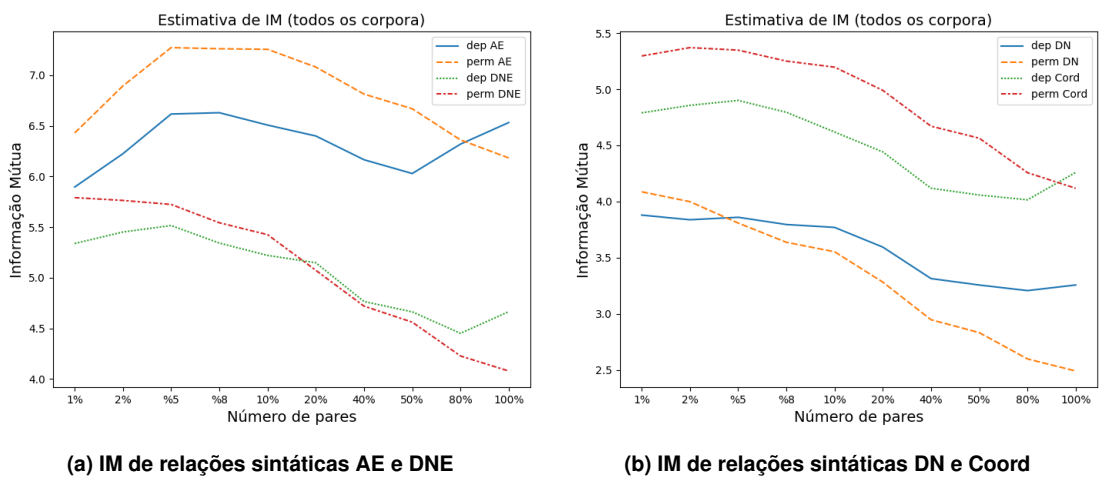 Estimativa de IM (todos os corpora)
dep AE
perm AE
dep DNE
perm DNE
7.0
6.5
6.0
5.5
5.0
4.5
4.0
Informação Mútua
1% 2% %5 %8 10% 20% 40% 50% 80% 100%
Número de pares
(a) IM de relações sintáticas AE e DNE
Estimativa de IM (todos os corpora)
dep DN
perm DN
dep Cord
perm Cord
5.5
5.0
4.5
4.0
3.5
3.0
2.5
Informação Mútua
1% 2% %5 %8 10% 20% 40% 50% 80% 100%
Número de pares
(b) IM de relações sintáticas DN e Coord